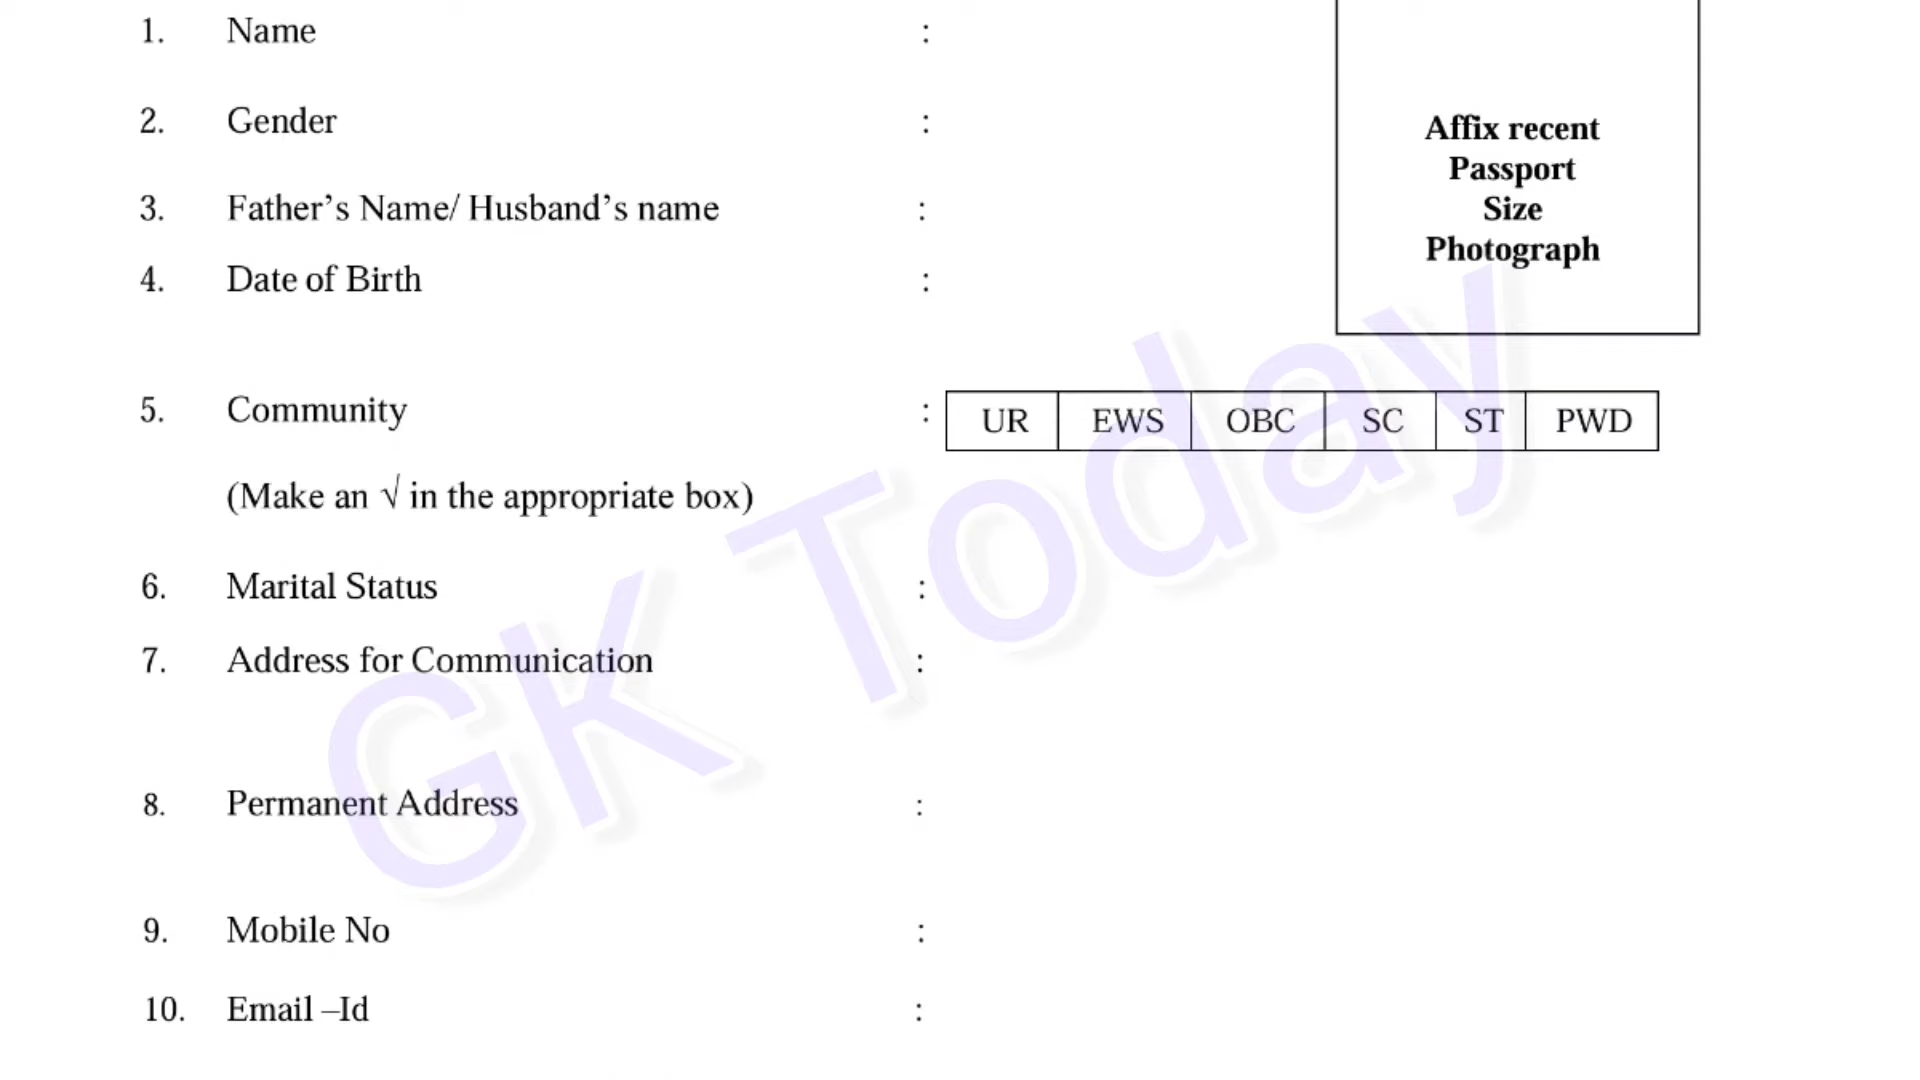 1. Name :
2. Gender :
3. Father’s Name/ Husband’s name :
4. Date of Birth :
Affix recent
Passport
Size
Photograph
5. Community : UR EWS OBC SC ST PWD
(Make an √ in the appropriate box)
6. Marital Status :
7. Address for Communication :
8. Permanent Address :
9. Mobile No :
10. Email –Id :
GK Today